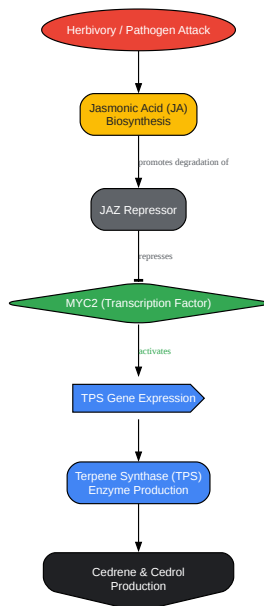 Herbivory / Pathogen Attack
Jasmonic Acid (JA)
Biosynthesis
promotes degradation of
JAZ Repressor
represses
MYC2 (Transcription Factor)
activates
TPS Gene Expression
Terpene Synthase (TPS)
Enzyme Production
Cedrene & Cedrol
Production